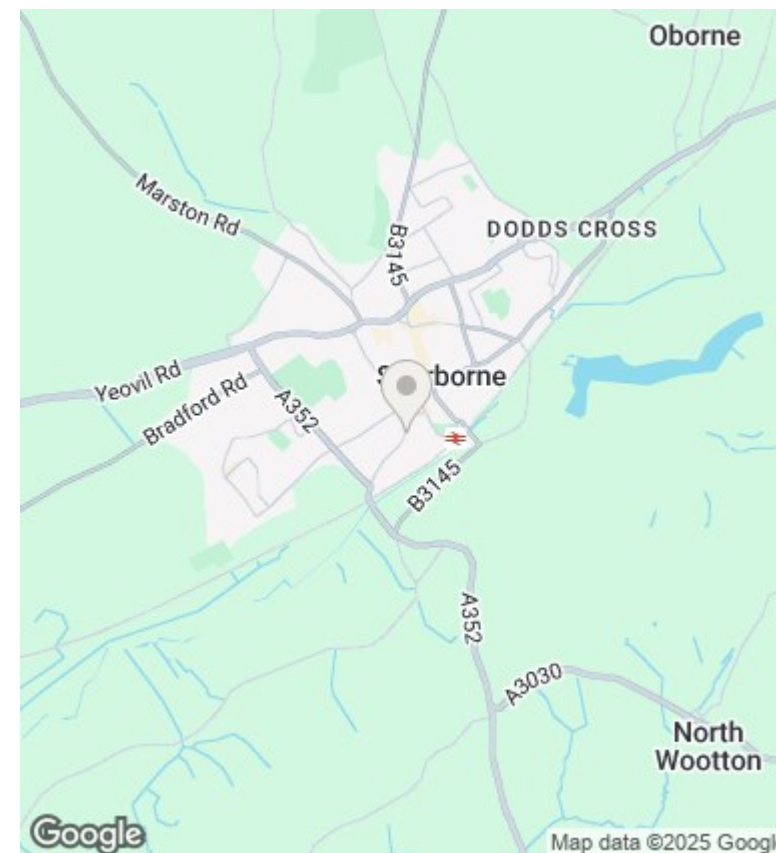 Oborne
Marston Rd
B3145
DODDS CROSS
Yeovil Rd
Bradford Rd
A352
S rborne
B3145
A352
A3030
North
Wootton
Google
Map data ©2025 Googl